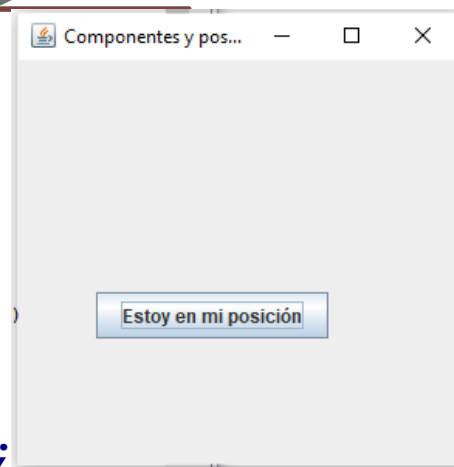 Componentes y pos...
)
Estoy en mi posición
;